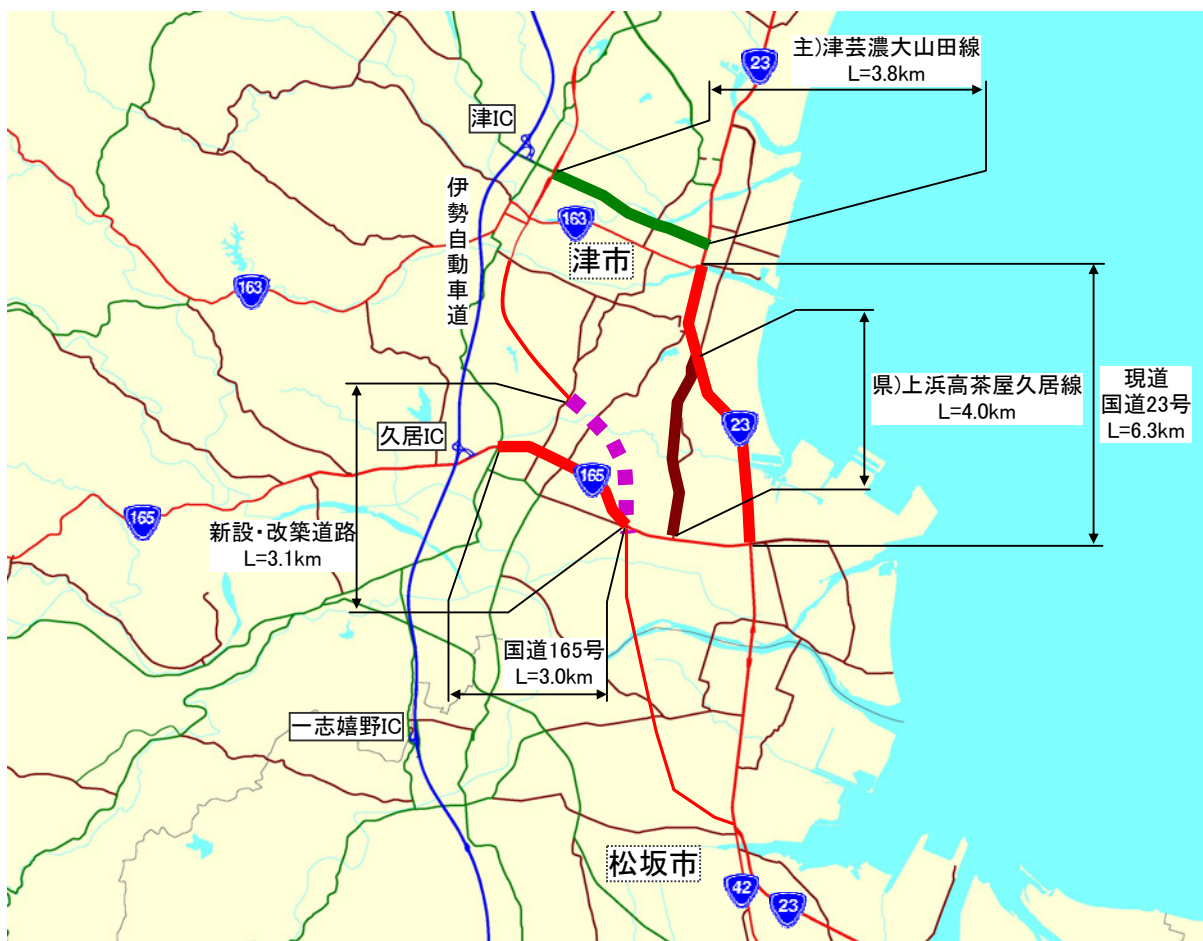 主)津芸濃大山田線
L=3.8km
23
津IC
伊勢自動車道
163
津市
163
現道
国道23号
L=6.3km
県)上浜高茶屋久居線
L=4.0km
23
久居IC
165
165
新設・改築道路
L=3.1km
国道165号
L=3.0km
一志嬉野IC
松坂市
42
23